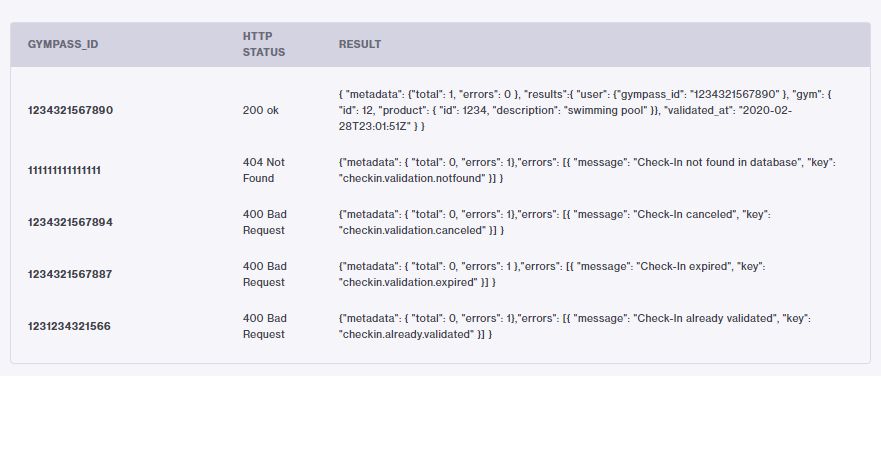 GYMPASS_ID
HTTP
STATUS
RESULT
1234321567890
200 ok
{ "metadata": {"total": 1, "errors": 0 }, "results":{ "user": {"gympass_id": "1234321567890" }, "gym": {
"id": 12, "product": { "id": 1234, "description": "swimming pool" }}, "validated_at": "2020-02-
28T23:01:51Z" } }
111111111111111
404 Not
Found
{"metadata": { "total": 0, "errors": 1},"errors": [{ "message": "Check-In not found in database", "key":
"checkin.validation.notfound" }] }
1234321567894
400 Bad
Request
{"metadata": { "total": 0, "errors": 1},"errors": [{ "message": "Check-In canceled", "key":
"checkin.validation.canceled" }] }
1234321567887
400 Bad
Request
{"metadata": { "total": 0, "errors": 1 },"errors": [{ "message": "Check-In expired", "key":
"checkin.validation.expired" }] }
1231234321566
400 Bad
Request
{"metadata": { "total": 0, "errors": 1},"errors": [{ "message": "Check-In already validated", "key":
"checkin.already.validated" }] }